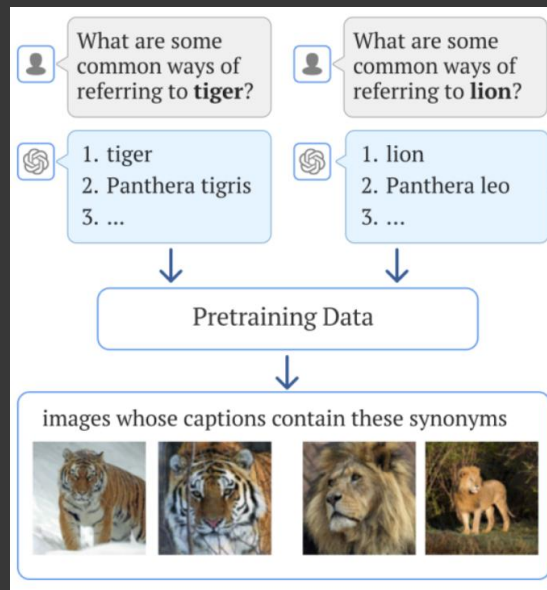 What are some
common ways of
referring to tiger?
What are some
common ways of
referring to lion?
1. tiger
2. Panthera tigris
3. ...
1. lion
2. Panthera leo
3. ...
Pretraining Data
images whose captions contain these synonyms